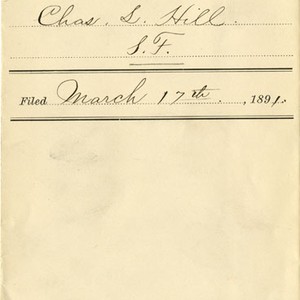 Chas. L. Hill.
S.F.
Filed March 17th, 1891.